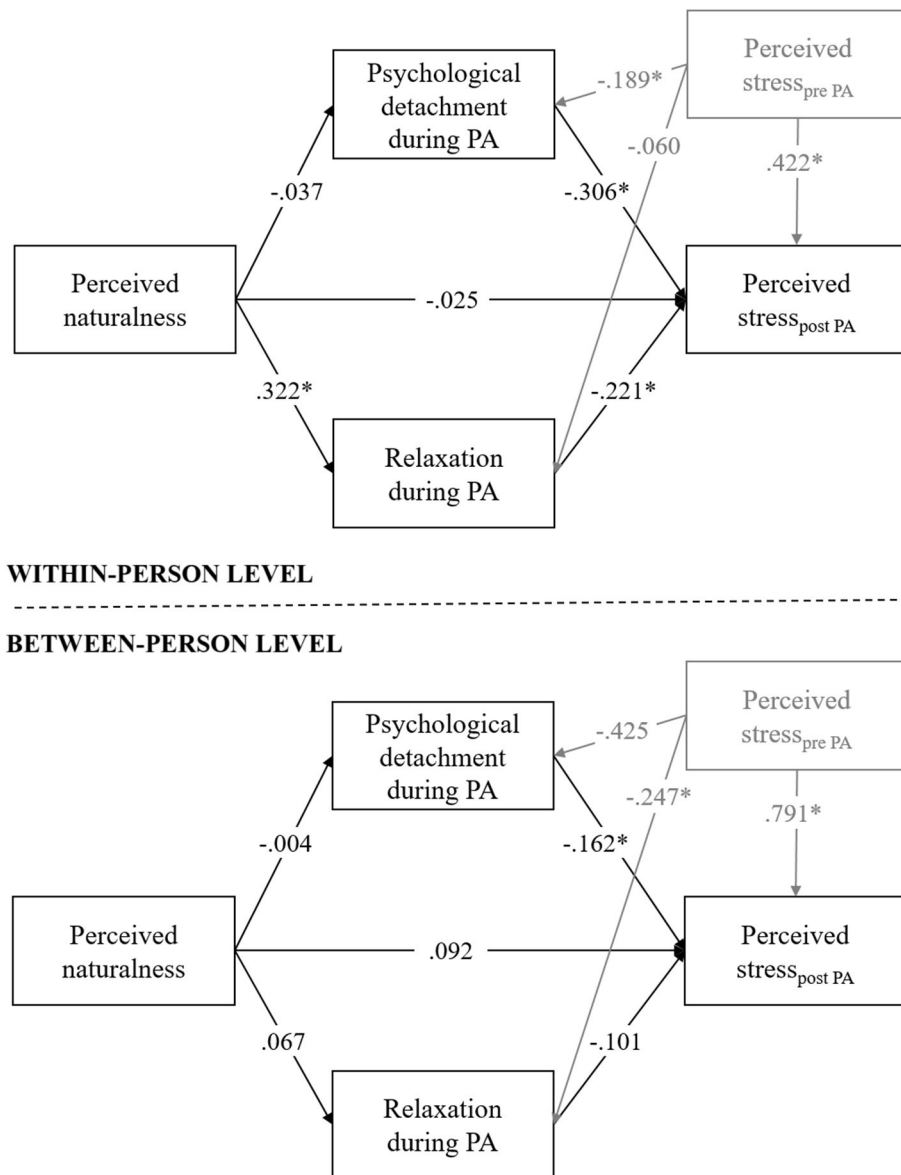 Psychological
detachment
during PA
Perceived
stress pre PA
-.189*
-.060
.422*
-.037
-.306*
Perceived
naturalness
-.025
Perceived
stress post PA
.322*
-.221*
Relaxation
during PA
WITHIN-PERSON LEVEL
BETWEEN-PERSON LEVEL
Psychological
detachment
during PA
Perceived
stress pre PA
-.425
-.247*
.791*
-.004
-.162*
Perceived
naturalness
.092
Perceived
stress post PA
.067
-.101
Relaxation
during PA